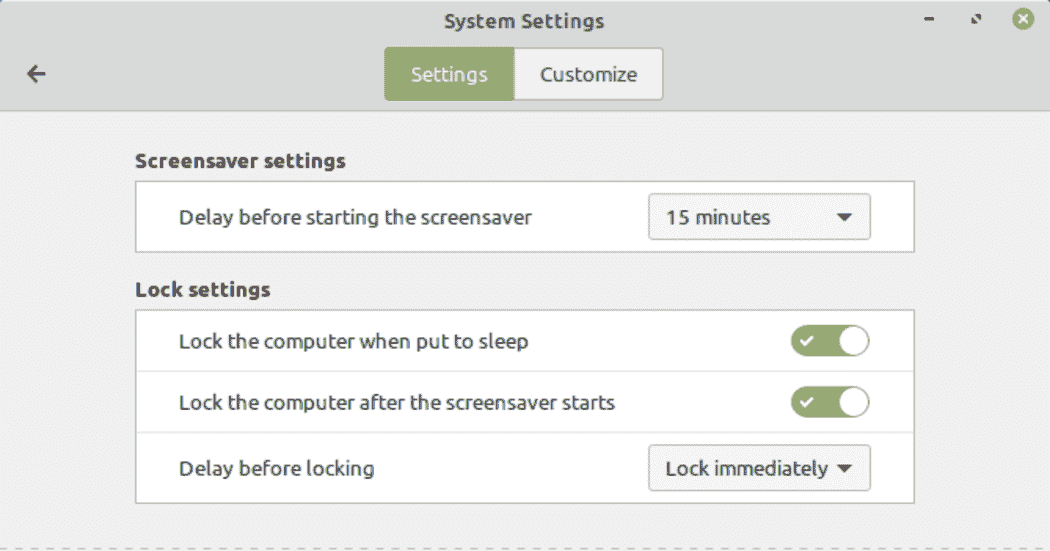 System Settings
Settings Customize
Screensaver settings
Delay before starting the screensaver 15 minutes
Lock settings
Lock the computer when put to sleep
Lock the computer after the screensaver starts
Delay before locking Lock immediately